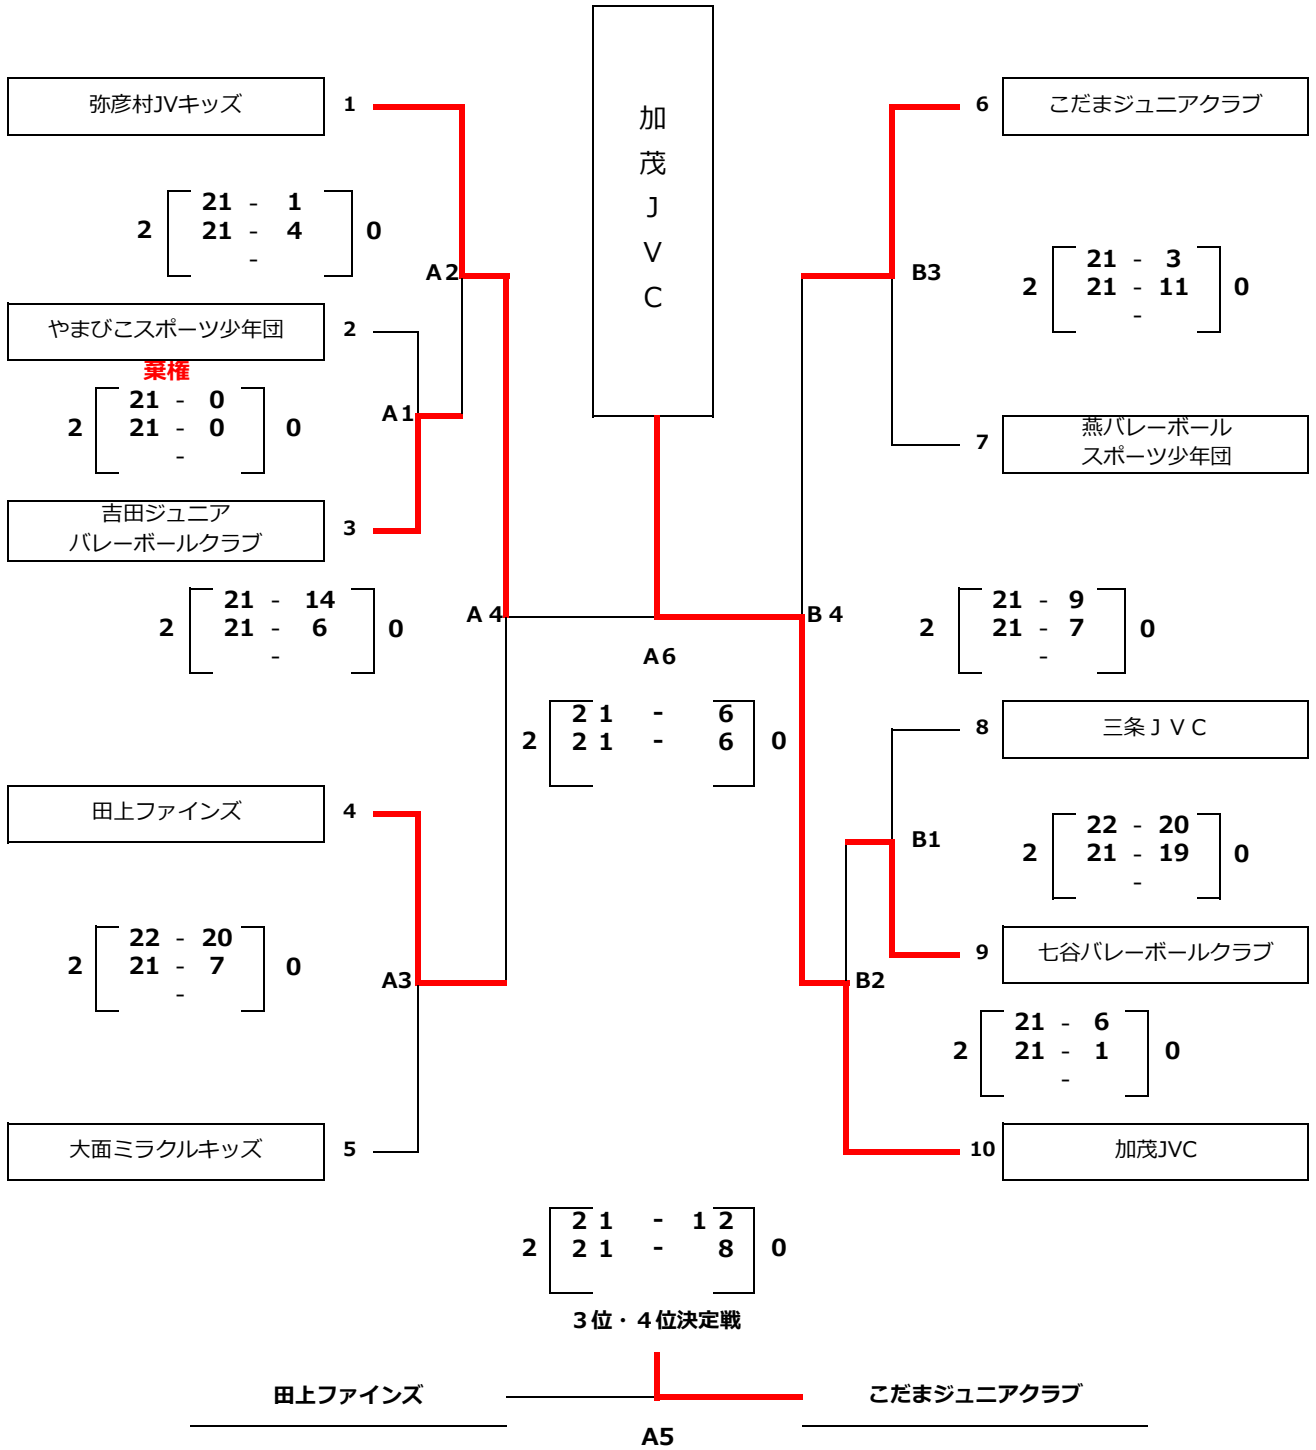 加
茂
J
V
C
弥彦村JVキッズ 1
2 21 - 1 0
21 - 4
-
A2
やまびこスポーツ少年団 2
棄権
2 21 - 0 0
21 - 0
-
A1
吉田ジュニア
バレーボールクラブ 3
2 21 - 14 0
21 - 6
-
A4
田上ファインズ 4
2 22 - 20 0
21 - 7
-
A3
大面ミラクルキッズ 5
6 こだまジュニアクラブ
B3
2 21 - 3 0
21 - 11
-
7 燕バレーボール
スポーツ少年団
B4
2 21 - 9 0
21 - 7
-
8 三条JVC
B1
2 22 - 20 0
21 - 19
-
9 七谷バレーボールクラブ
B2
2 21 - 6 0
21 - 1
-
10 加茂JVC
A6
2 21 - 6 0
21 - 6
2 21 - 12 0
21 - 8
3位・4位決定戦
田上ファインズ こだまジュニアクラブ
A5